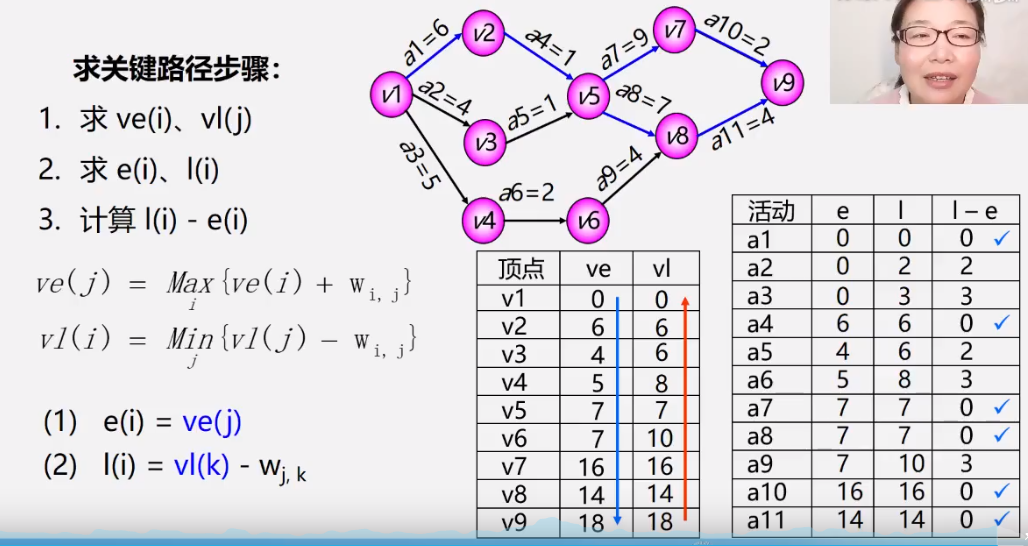 求关键路径步骤：
1. 求 ve(i)、vl(j)
2. 求 e(i)、l(i)
3. 计算 l(i) - e(i)
ve(j) = Max{ve(i) + w i, j}
i
vl(i) = Min{vl(j) − w i, j}
j
(1) e(i) = ve(j)
(2) l(i) = vl(k) - wj, k
v1
v2
v3
v4
v5
v6
v7
v8
v9
a1=6
a2=4
a3=5
a4=1
a5=1
a6=2
a7=9
a8=7
a9=4
a10=2
a11=4
顶点 ve vl
v1 0 0
v2 6 6
v3 4 6
v4 5 8
v5 7 7
v6 7 10
v7 16 16
v8 14 14
v9 18 18
活动 e l l – e
a1 0 0 0 ✓
a2 0 2 2
a3 0 3 3
a4 6 6 0 ✓
a5 4 6 2
a6 5 8 3
a7 7 7 0 ✓
a8 7 7 0 ✓
a9 7 10 3
a10 16 16 0 ✓
a11 14 14 0 ✓